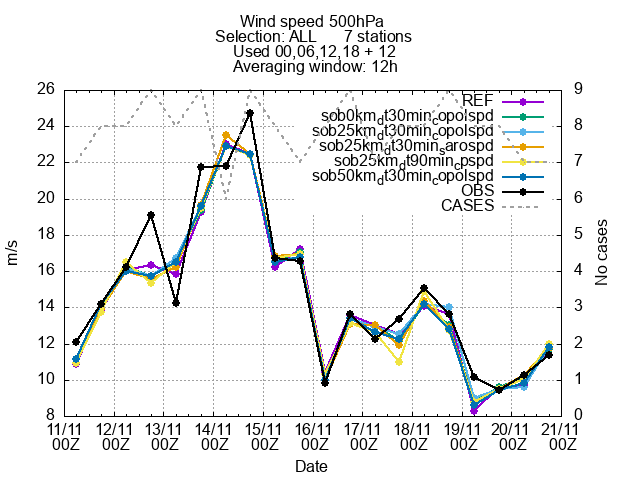 Wind speed 500hPa
Selection: ALL 7 stations
Used 00,06,12,18 + 12
Averaging window: 12h
REF
sob0km_dt30min_copolspd
sob25km_dt30min_copolspd
sob25km_dt30min_sarospd
sob25km_dt90min_cpspd
sob50km_dt30min_copolspd
OBS
CASES
m/s
26
24
22
20
18
16
14
12
10
8
No cases
9
8
7
6
5
4
3
2
1
0
11/11 12/11 13/11 14/11 15/11 16/11 17/11 18/11 19/11 20/11 21/11
00Z 00Z 00Z 00Z 00Z 00Z 00Z 00Z 00Z 00Z 00Z
Date